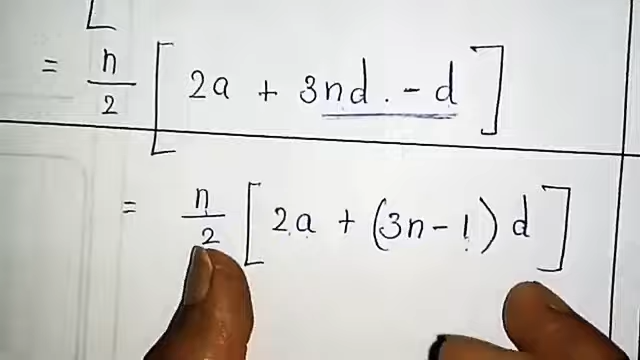 = n/2 [ 2a + 3nd . - d ]
= n/2 [ 2a + (3n - 1) d ]